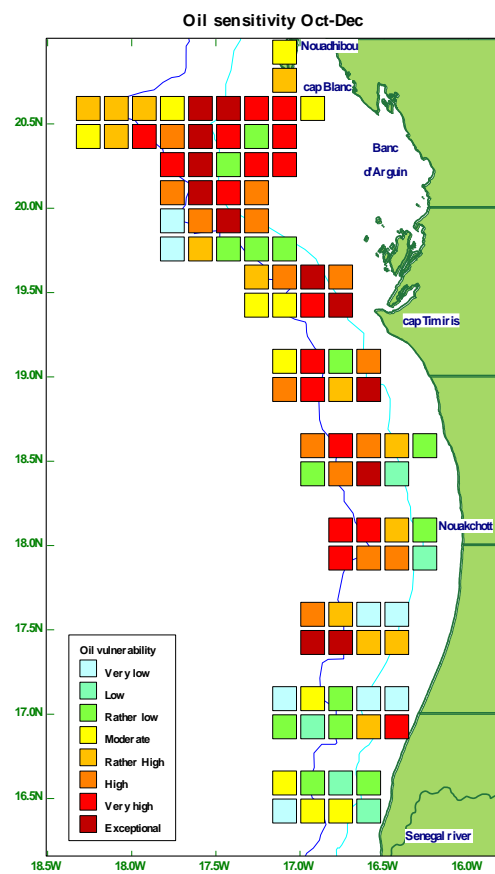 Oil sensitivity Oct-Dec
Nouadhibou
cap Blanc
20.5N
Banc
d'Arguin
20.0N
19.5N
cap Timiris
19.0N
18.5N
Nouakchott
18.0N
17.5N
Oil vulnerability
Very low
Low
Rather low
Moderate
Rather High
High
Very high
Exceptional
17.0N
16.5N
Senegal river
18.5W 18.0W 17.5W 17.0W 16.5W 16.0W